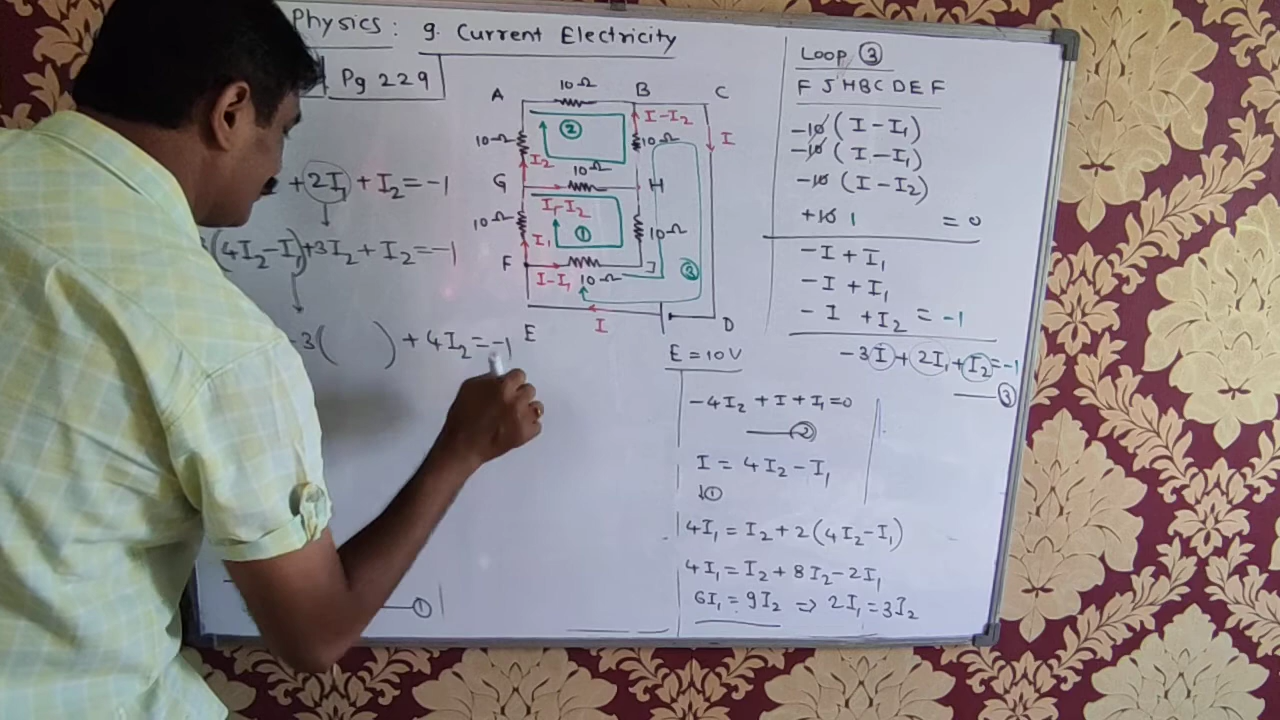 Physics : 9. Current Electricity
Pg 229
+2I₁ + I₂ = -1
(4I₂-I₁)+3I₂+I₂=-1
-3( ) + 4I₂ = -1
①
10Ω
A B C
I-I₂
②
10Ω 10Ω I
I₂ 10Ω
G H
I₁-I₂
10Ω 10Ω
I₁ ①
F J
I-I₁ 10Ω ③
I
E D
E = 10V
-4I₂ + I + I₁=0
②
I = 4I₂ - I₁
↓①
4I₁ = I₂ + 2(4I₂-I₁)
4I₁ = I₂ + 8I₂ - 2I₁
6I₁ = 9I₂ => 2I₁ = 3I₂
Loop ③
F J H B C D E F
-10 (I-I₁)
-10 (I-I₁)
-10 (I-I₂)
+10 1 = 0
-I + I₁
-I + I₁
-I + I₂ = -1
-3I + 2I₁ + I₂ = -1
③